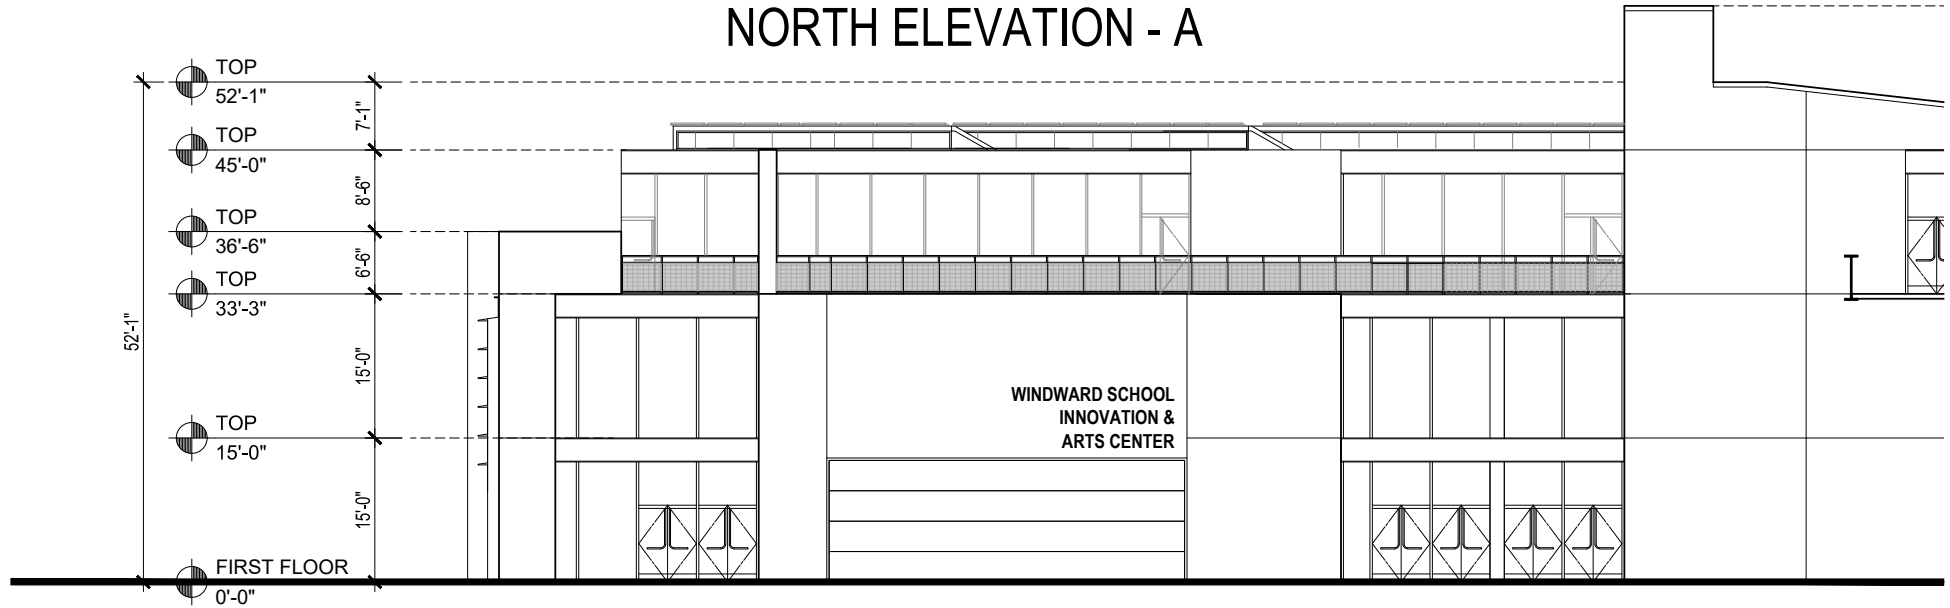 NORTH ELEVATION - A
TOP
52'-1"
7'-1"
TOP
45'-0"
8'-6"
TOP
36'-6"
6'-6"
TOP
33'-3"
52'-1"
15'-0"
WINDWARD SCHOOL
INNOVATION &
ARTS CENTER
TOP
15'-0"
15'-0"
FIRST FLOOR
0'-0"